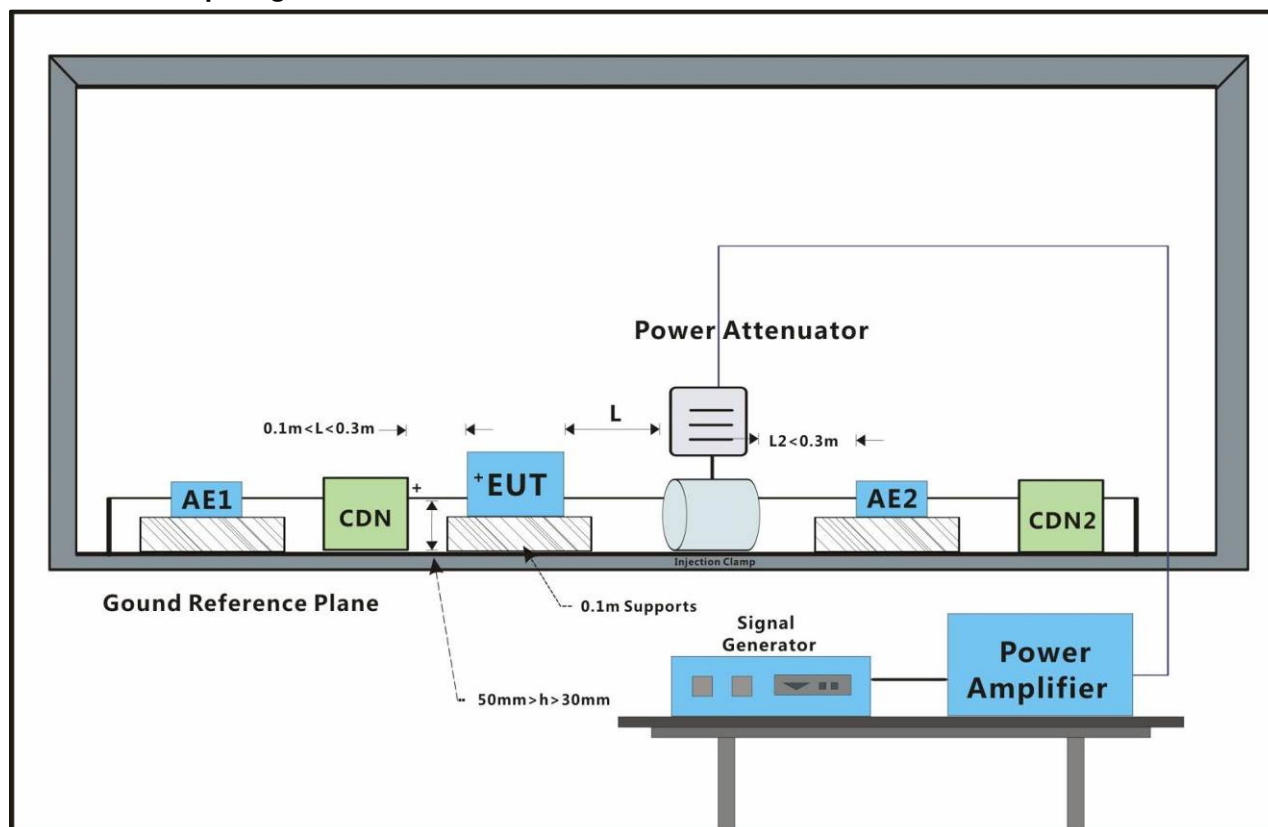 Power Attenuator
0.1m<L<0.3m
L
L2<0.3m
AE1
CDN
+
+EUT
AE2
CDN2
Injection Clamp
Gound Reference Plane
0.1m Supports
Signal
Generator
Power
Amplifier
50mm>h>30mm